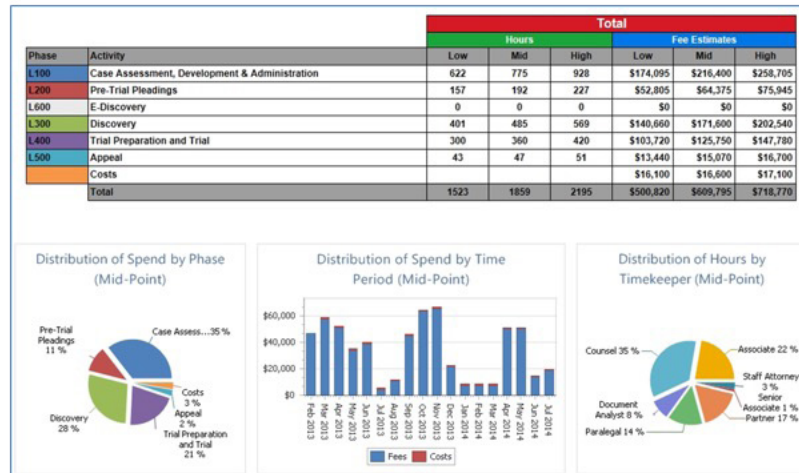 Total
Hours Fee Estimates
Phase Activity Low Mid High Low Mid High
L100 Case Assessment, Development & Administration 622 775 928 $174,095 $216,400 $258,705
L200 Pre-Trial Pleadings 157 192 227 $52,805 $64,375 $75,945
L600 E-Discovery 0 0 0 $0 $0 $0
L300 Discovery 401 485 569 $140,660 $171,600 $202,540
L400 Trial Preparation and Trial 300 360 420 $103,720 $125,750 $147,780
L500 Appeal 43 47 51 $13,440 $15,070 $16,700
Costs $16,100 $16,600 $17,100
Total 1523 1859 2195 $500,820 $609,795 $718,770
Distribution of Spend by Phase
(Mid-Point)
Case Assess...35 %
Pre-Trial
Pleadings
11 %
Costs
3 %
Appeal
2 %
Discovery
28 %
Trial Preparation and Trial
21 %
Distribution of Spend by Time
Period (Mid-Point)
$60,000
$40,000
$20,000
$0
Feb 2013
Mar 2013
Apr 2013
May 2013
Jun 2013
Jul 2013
Aug 2013
Sep 2013
Oct 2013
Nov 2013
Dec 2013
Jan 2014
Feb 2014
Mar 2014
Apr 2014
May 2014
Jun 2014
Jul 2014
Fees Costs
Distribution of Hours by
Timekeeper (Mid-Point)
Counsel 35 %
Associate 22 %
Staff Attorney
3 %
Senior
Associate 1 %
Partner 17 %
Document
Analyst 8 %
Paralegal 14 %